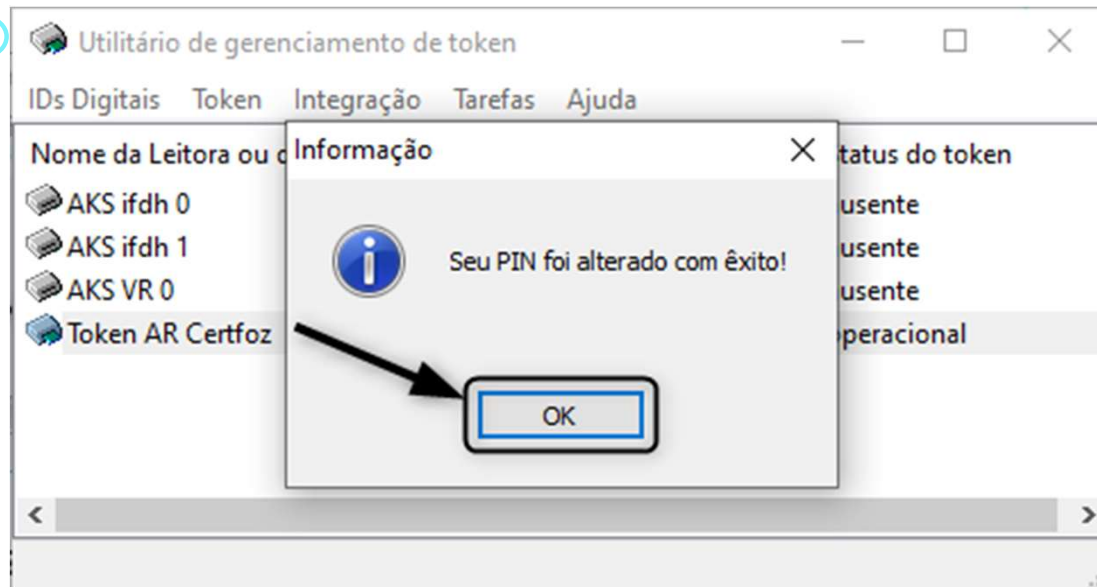 Utilitário de gerenciamento de token
IDs Digitais Token Integração Tarefas Ajuda
Nome da Leitora ou
Informação
tatus do token
AKS ifdh 0
usente
AKS ifdh 1
Seu PIN foi alterado com êxito!
usente
AKS VR 0
usente
Token AR Certfoz
operacional
OK